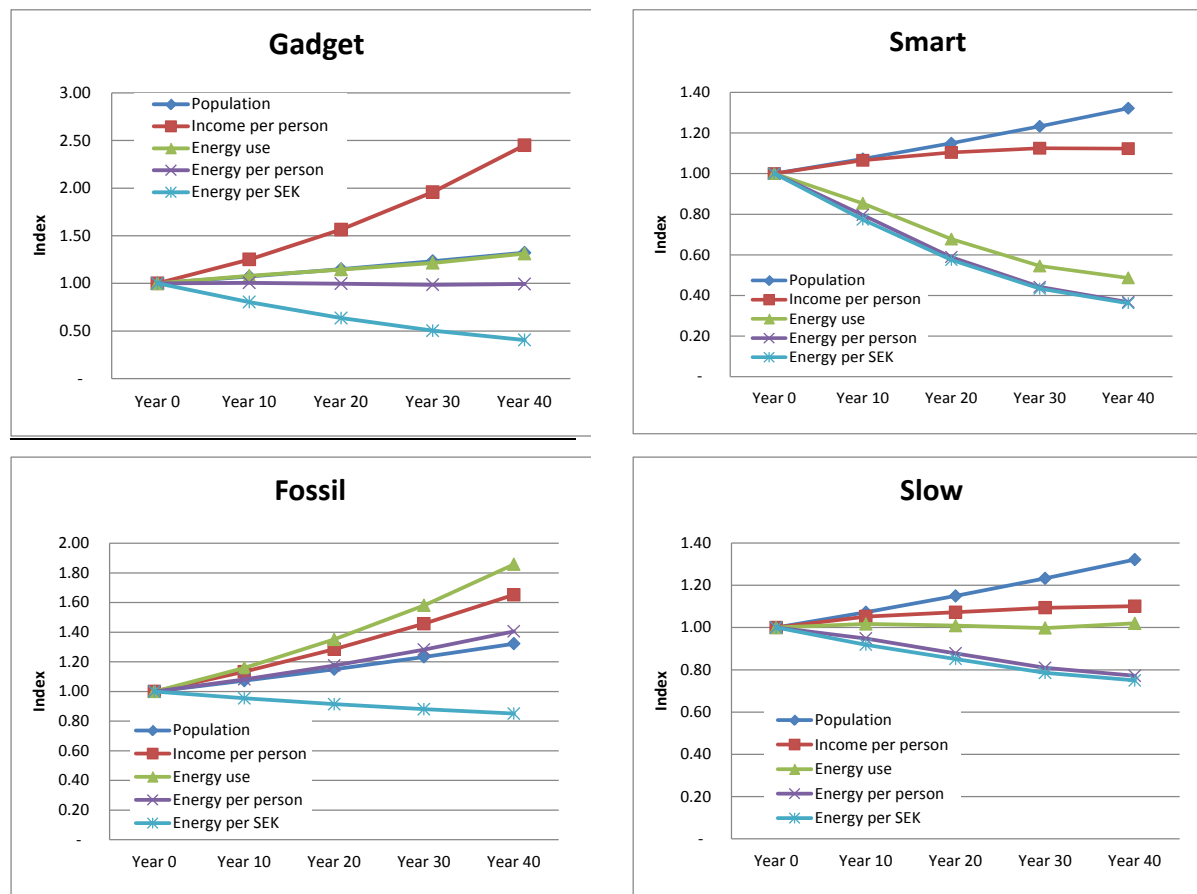 Gadget
3.00
2.50
2.00
1.50
1.00
0.50
-
Index
Population
Income per person
Energy use
Energy per person
Energy per SEK
Year 0 Year 10 Year 20 Year 30 Year 40
Smart
1.40
1.20
1.00
0.80
0.60
0.40
0.20
-
Index
Population
Income per person
Energy use
Energy per person
Energy per SEK
Year 0 Year 10 Year 20 Year 30 Year 40
Fossil
2.00
1.80
1.60
1.40
1.20
1.00
0.80
0.60
0.40
0.20
-
Index
Population
Income per person
Energy use
Energy per person
Energy per SEK
Year 0 Year 10 Year 20 Year 30 Year 40
Slow
1.40
1.20
1.00
0.80
0.60
0.40
0.20
-
Index
Population
Income per person
Energy use
Energy per person
Energy per SEK
Year 0 Year 10 Year 20 Year 30 Year 40